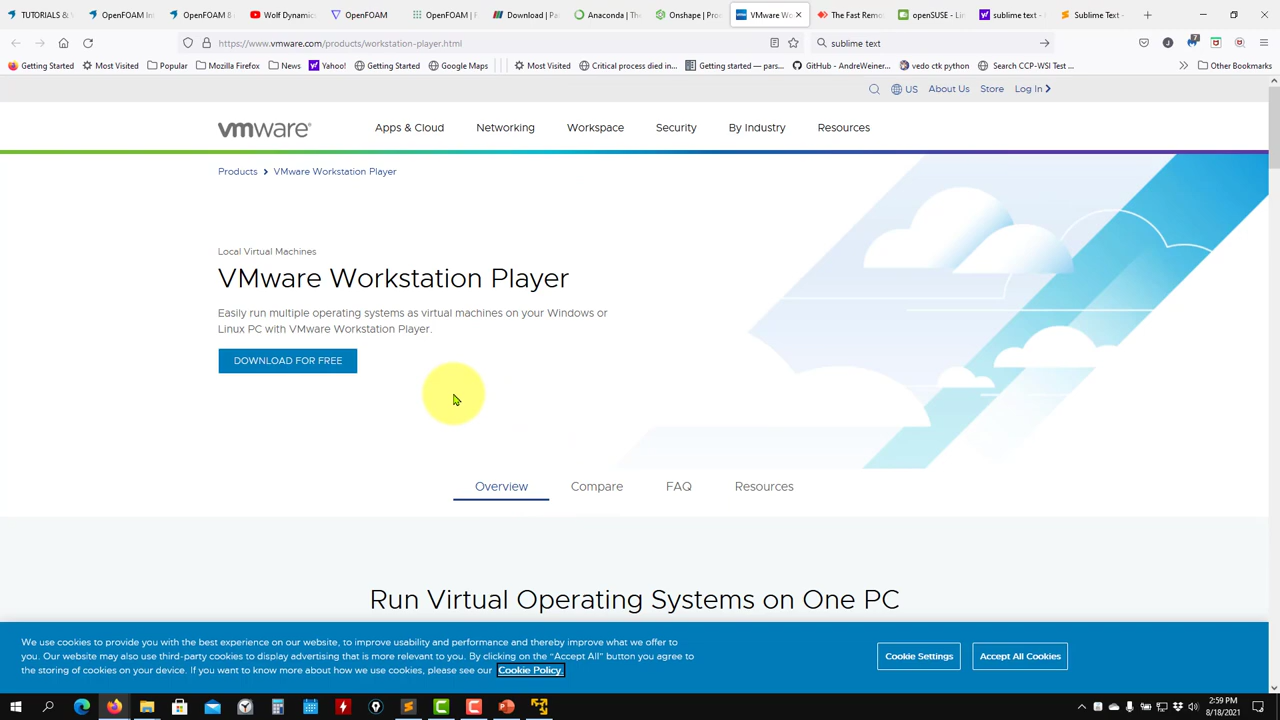 TUTORIALS &
OpenFOAM In
OpenFOAM 8
Wolf Dynamic
OpenFOAM
OpenFOAM
Download | Pa
Anaconda | The
Onshape | Pro
VMware Wo
The Fast Remo
openSUSE - Li
sublime text -
Sublime Text -
https://www.vmware.com/products/workstation-player.html
sublime text
Getting Started
Most Visited
Popular
Mozilla Firefox
News
Yahoo!
Getting Started
Google Maps
Most Visited
Critical process died in...
Getting started — pars...
GitHub - AndreWeiner...
vedo ctk python
Search CCP-WSI Test ...
Other Bookmarks
US
About Us
Store
Log In
vmware
Apps & Cloud
Networking
Workspace
Security
By Industry
Resources
Products > VMware Workstation Player
Local Virtual Machines
VMware Workstation Player
Easily run multiple operating systems as virtual machines on your Windows or
Linux PC with VMware Workstation Player.
DOWNLOAD FOR FREE
Overview
Compare
FAQ
Resources
Run Virtual Operating Systems on One PC
We use cookies to provide you with the best experience on our website, to improve usability and performance and thereby improve what we offer to
you. Our website may also use third-party cookies to display advertising that is more relevant to you. By clicking on the “Accept All” button you agree to
the storing of cookies on your device. If you want to know more about how we use cookies, please see our Cookie Policy.
Cookie Settings
Accept All Cookies
2:59 PM
8/18/2021